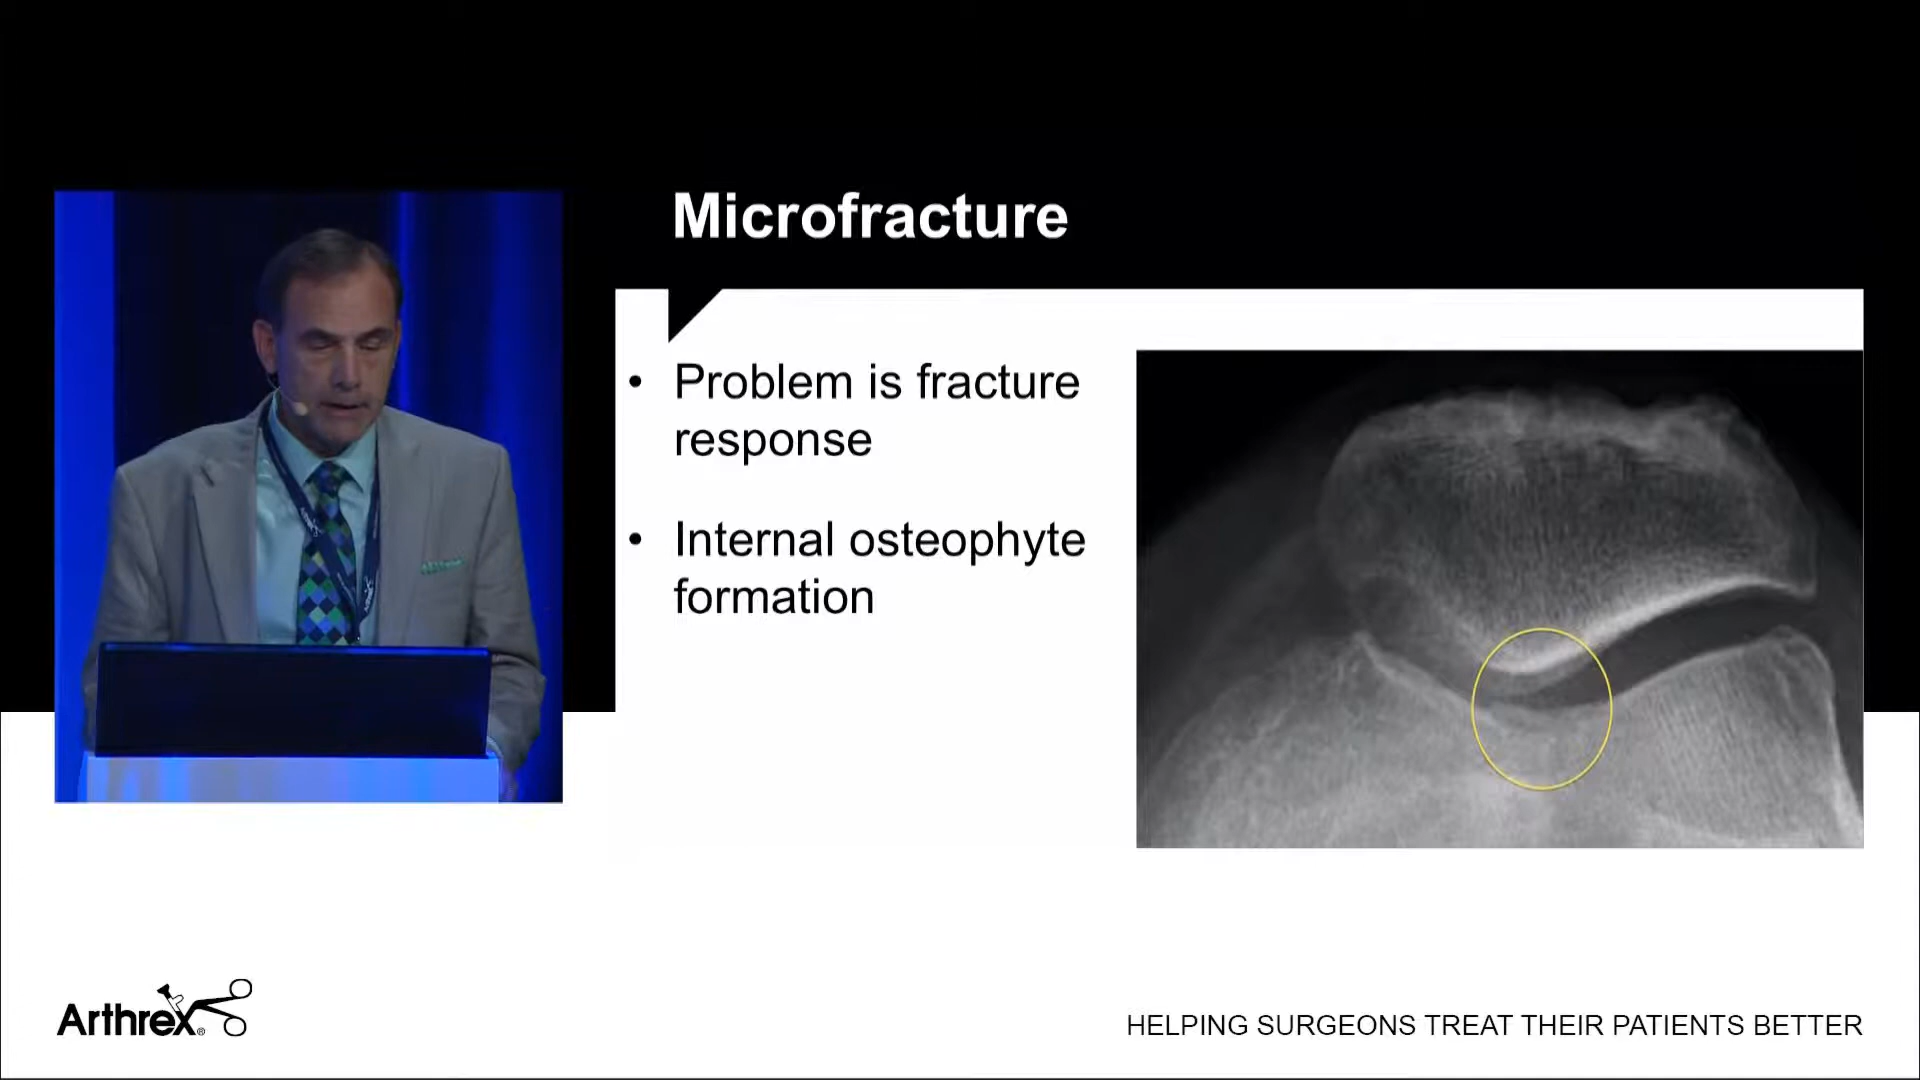 Microfracture
• Problem is fracture
response
• Internal osteophyte
formation
Arthrex®
HELPING SURGEONS TREAT THEIR PATIENTS BETTER